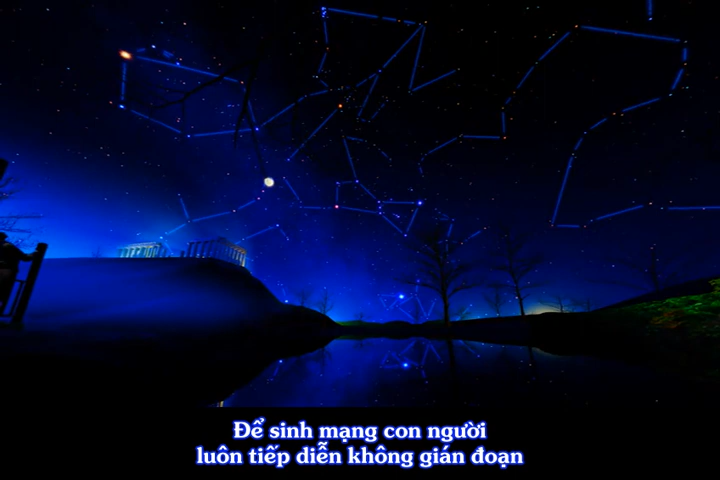 Để sinh mạng con người
luôn tiếp diễn không gián đoạn